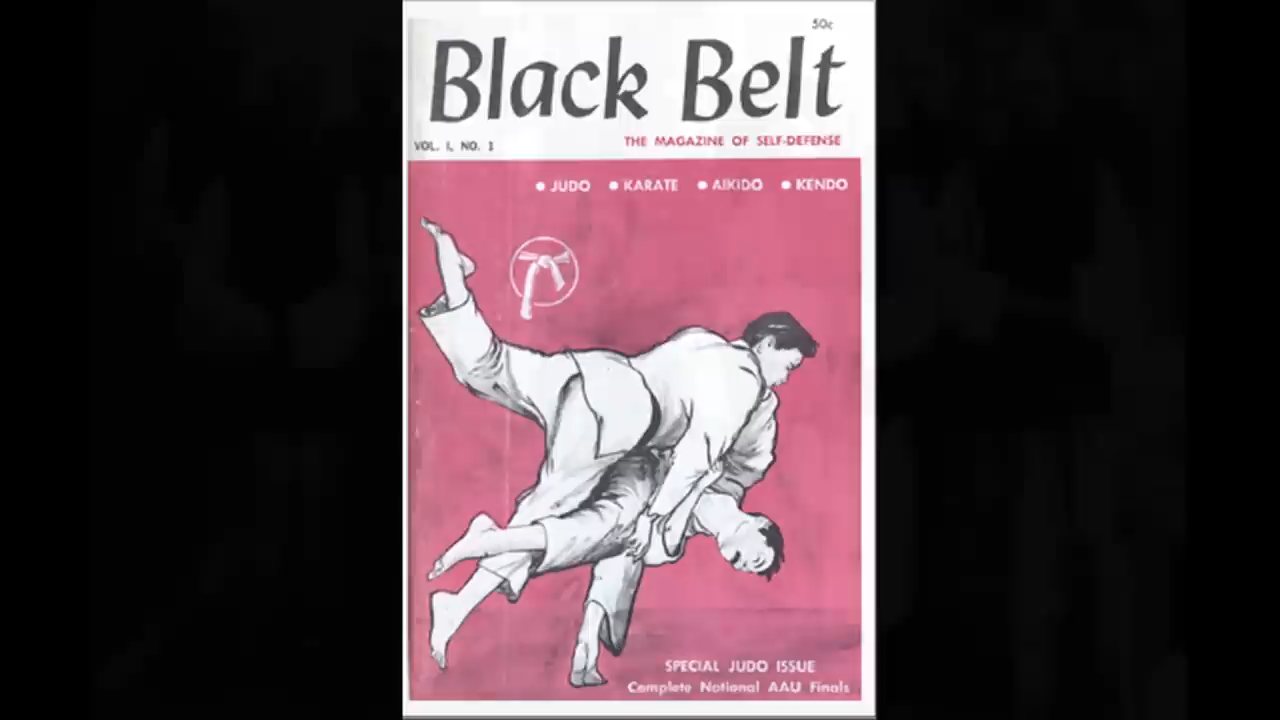 50c
Black Belt
THE MAGAZINE OF SELF-DEFENSE
VOL. I, NO. 1
• JUDO • KARATE • AIKIDO • KENDO
SPECIAL JUDO ISSUE
Complete National AAU Finals